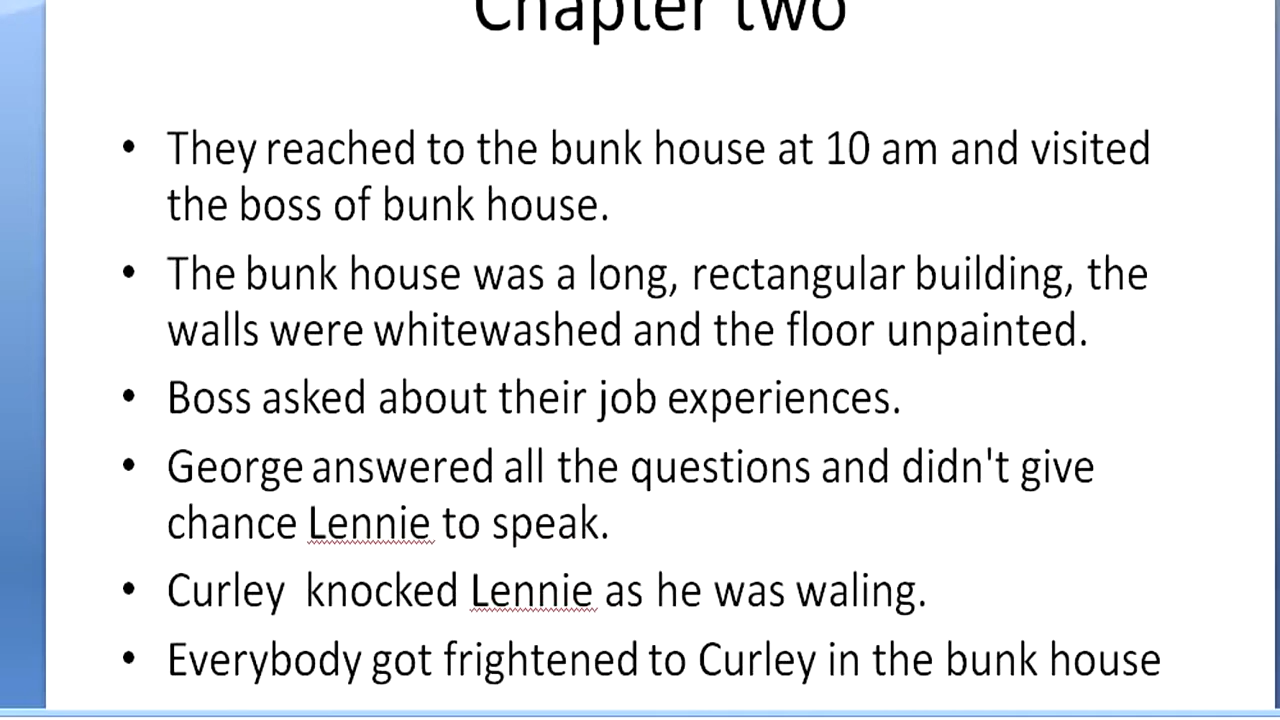 Chapter two
• They reached to the bunk house at 10 am and visited
the boss of bunk house.
• The bunk house was a long, rectangular building, the
walls were whitewashed and the floor unpainted.
• Boss asked about their job experiences.
• George answered all the questions and didn't give
chance Lennie to speak.
• Curley  knocked Lennie as he was waling.
• Everybody got frightened to Curley in the bunk house